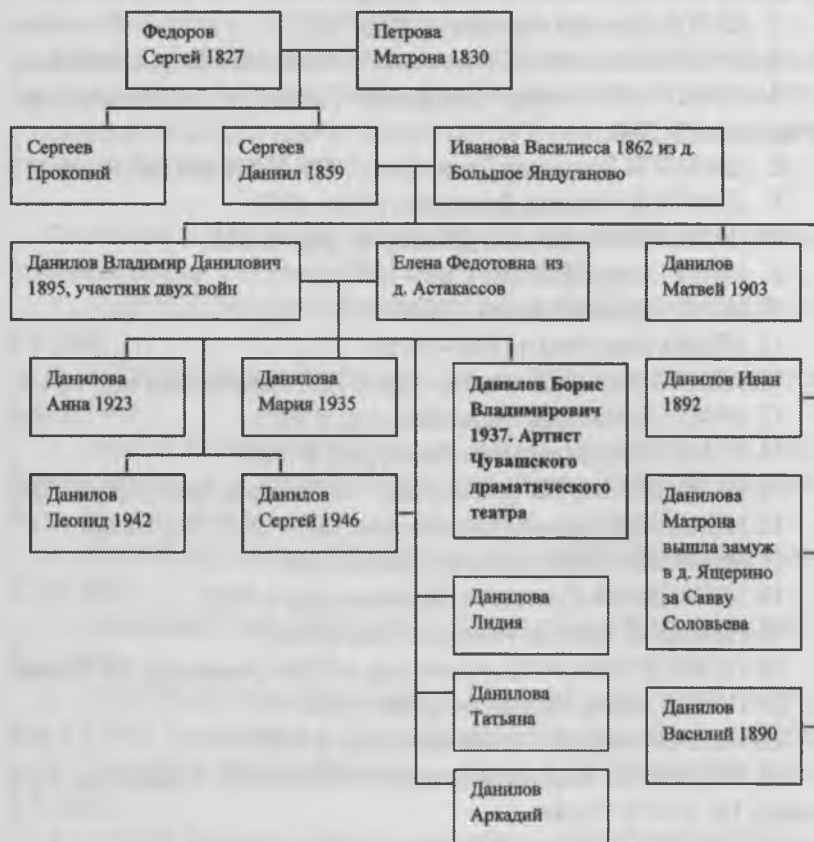 Федоров
Сергей 1827
Петрова
Матрона 1830
Сергеев
Прокопий
Сергеев
Даниил 1859
Иванова Василисса 1862 из д.
Большое Яндуганово
Данилов Владимир Данилович
1895, участник двух войн
Елена Федотовна из
д. Астакассов
Данилов
Матвей 1903
Данилова
Анна 1923
Данилова
Мария 1935
Данилов Борис
Владимирович
1937. Артист
Чувашского
драматического
театра
Данилов Иван
1892
Данилов
Леонид 1942
Данилов
Сергей 1946
Данилова
Матрона
вышла замуж
в д. Ящерино
за Савву
Соловьева
Данилова
Лидия
Данилова
Татьяна
Данилов
Василий 1890
Данилов
Аркадий